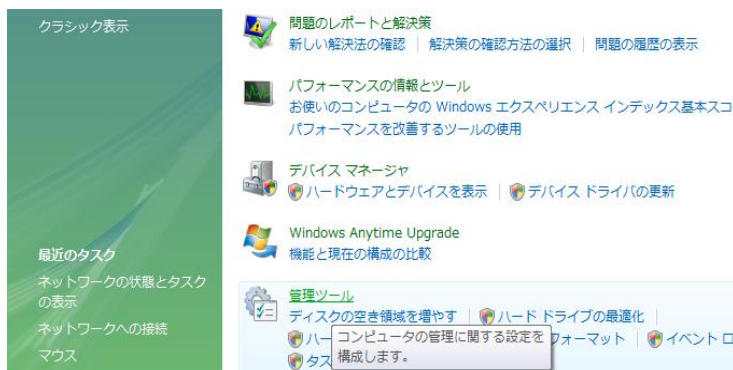 クラシック表示
問題のレポートと解決策
新しい解決法の確認 | 解決策の確認方法の選択 | 問題の履歴の表示
パフォーマンスの情報とツール
お使いのコンピュータの Windows エクスペリエンス インデックス基本スコ
パフォーマンスを改善するツールの使用
デバイス マネージャ
ハードウェアとデバイスを表示 | デバイス ドライバの更新
Windows Anytime Upgrade
機能と現在の構成の比較
最近のタスク
ネットワークの状態とタスク
の表示
ネットワークへの接続
マウス
管理ツール
ディスクの空き領域を増やす | ハード ドライブの最適化 |
ハー
フォーマット | イベント ロ
タス
コンピュータの管理に関する設定を
構成します。